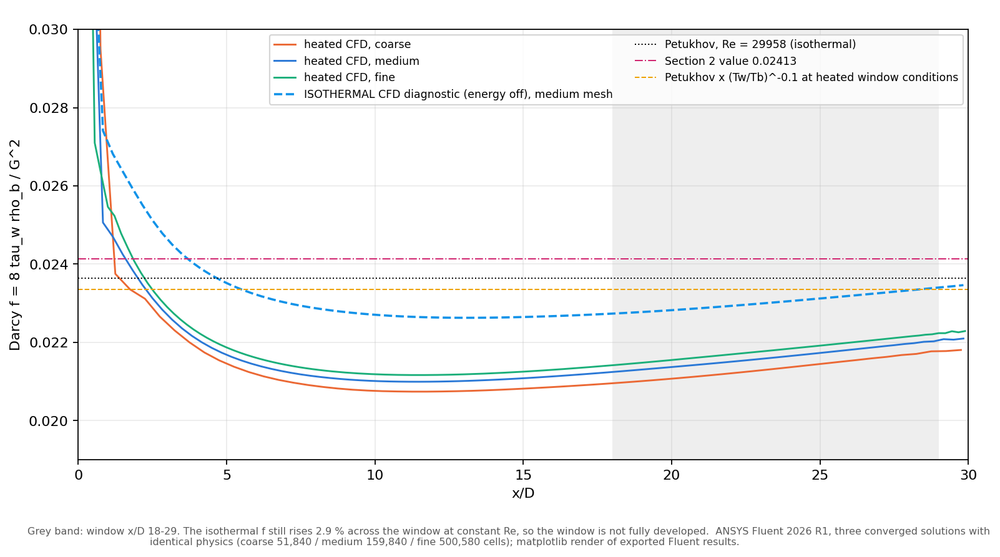 0.030
0.028
0.026
0.024
0.022
0.020
Darcy f = 8 tau_w rho_b / G^2
heated CFD, coarse
heated CFD, medium
heated CFD, fine
ISOTHERMAL CFD diagnostic (energy off), medium mesh
Petukhov, Re = 29958 (isothermal)
Section 2 value 0.02413
Petukhov x (Tw/Tb)^-0.1 at heated window conditions
0 5 10 15 20 25 30
x/D
Grey band: window x/D 18-29. The isothermal f still rises 2.9 % across the window at constant Re, so the window is not fully developed.  ANSYS Fluent 2026 R1, three converged solutions with
identical physics (coarse 51,840 / medium 159,840 / fine 500,580 cells); matplotlib render of exported Fluent results.